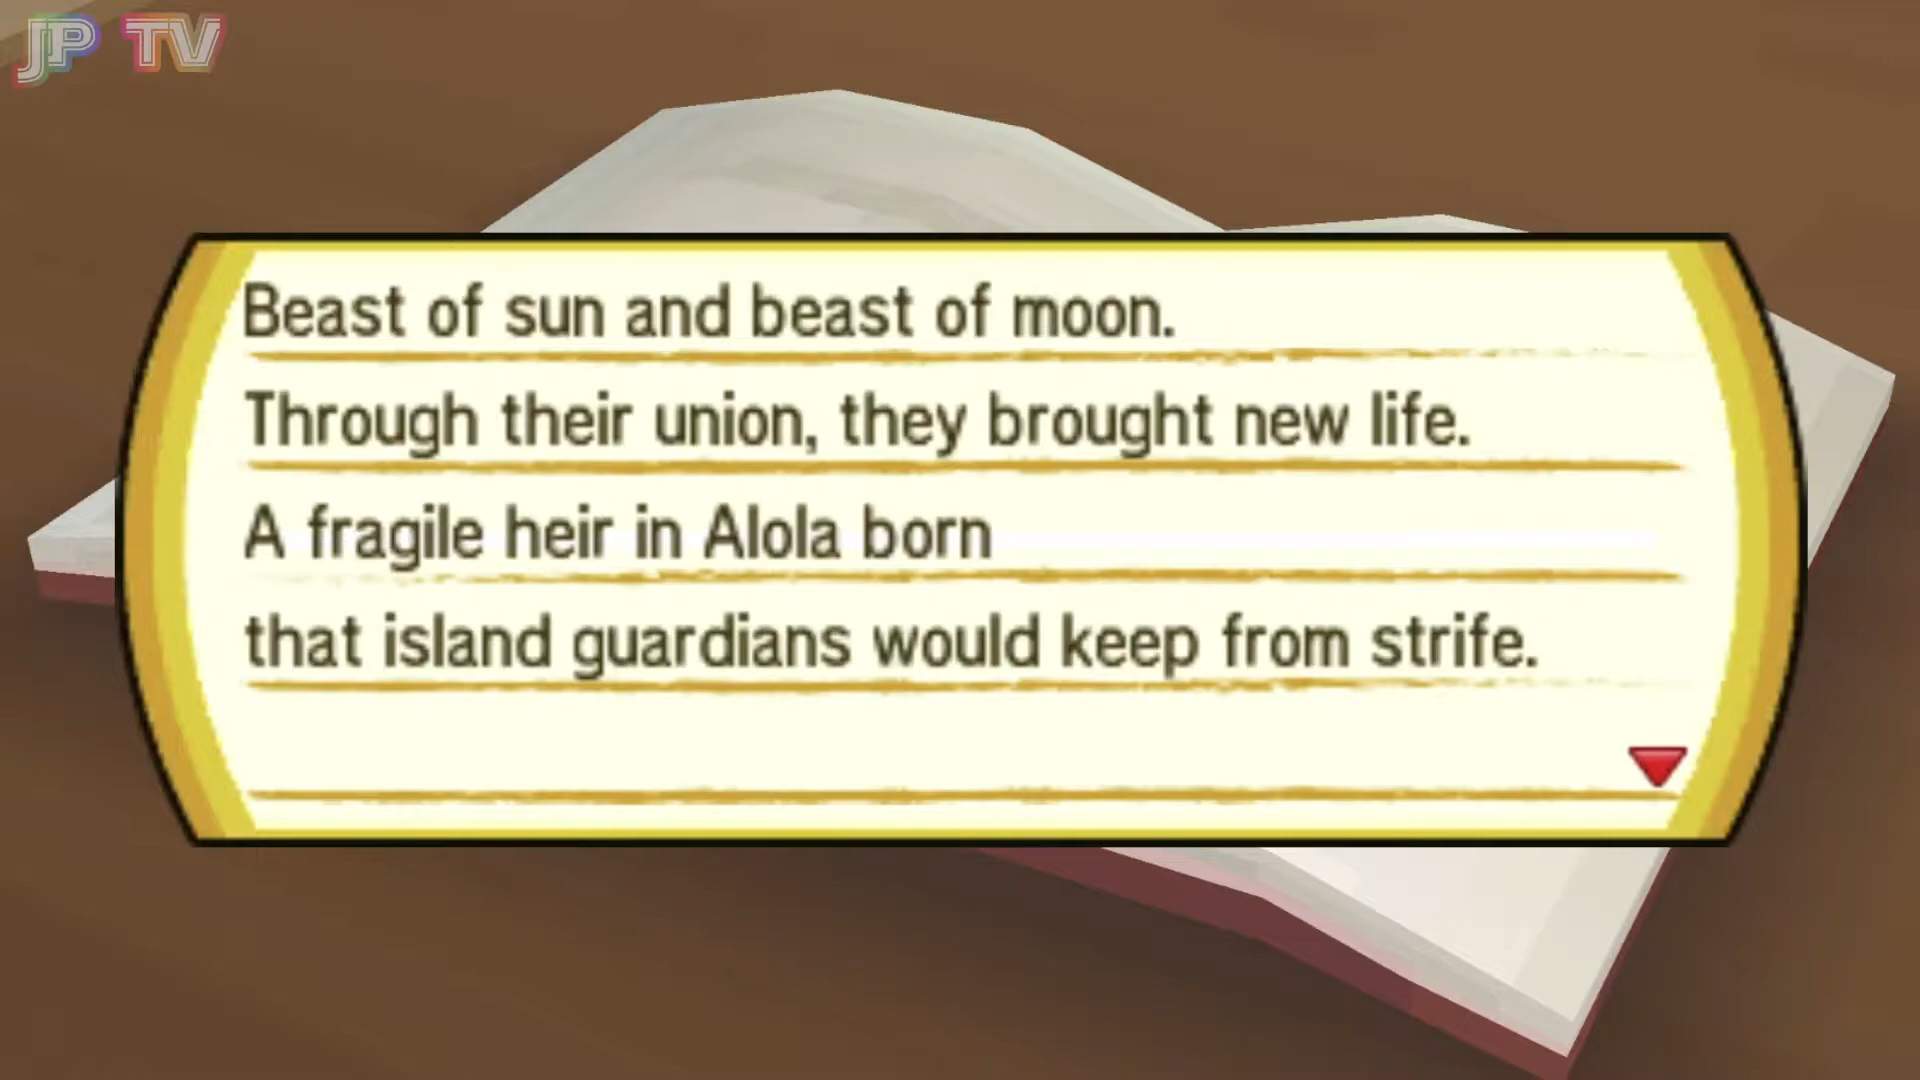 JP TV
Beast of sun and beast of moon.
Through their union, they brought new life.
A fragile heir in Alola born
that island guardians would keep from strife.